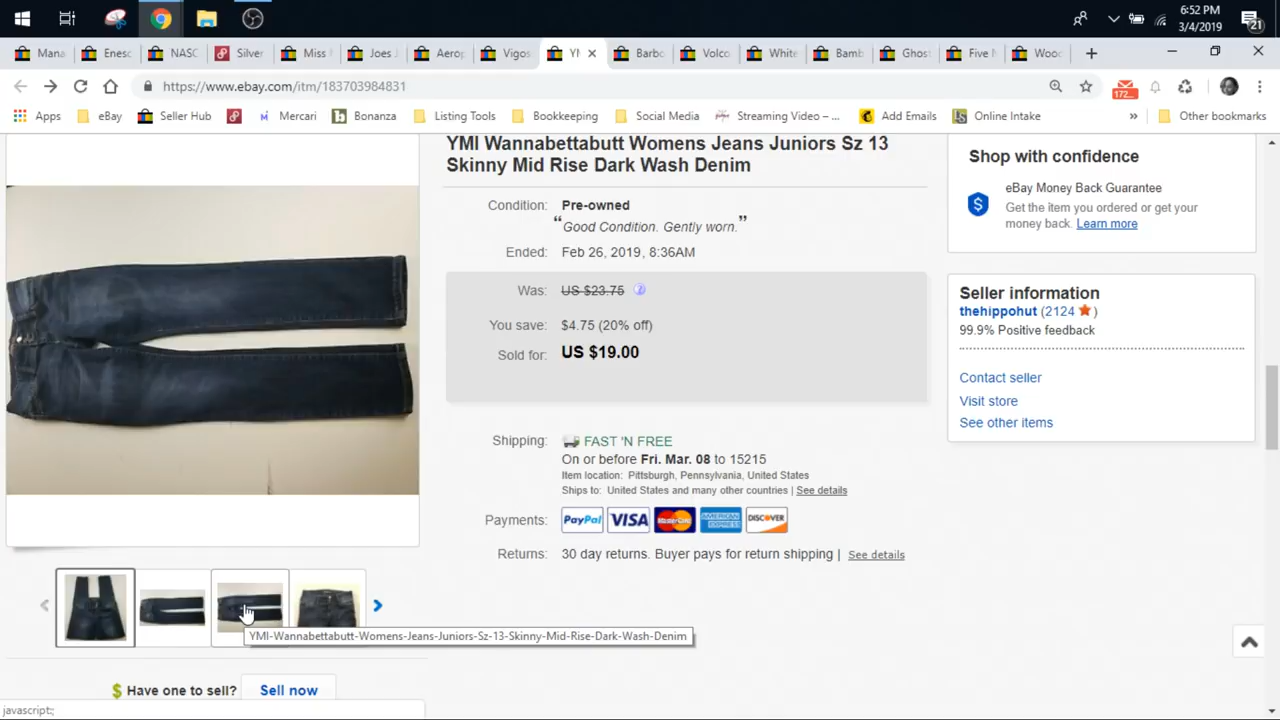 6:52 PM
3/4/2019
21
Mana
Enesc
NASC
Silver
Miss
Joes J
Aerop
Vigos
YM
Barbo
Volco
White
Bamb
Ghost
Five N
Wood
https://www.ebay.com/itm/183703984831
172...
Apps
eBay
Seller Hub
Mercari
Bonanza
Listing Tools
Bookkeeping
Social Media
Streaming Video – ...
Add Emails
Online Intake
»
Other bookmarks
YMI Wannabettabutt Womens Jeans Juniors Sz 13
Skinny Mid Rise Dark Wash Denim
Condition: Pre-owned
“Good Condition. Gently worn.”
Ended: Feb 26, 2019, 8:36AM
Was: US $23.75
You save: $4.75 (20% off)
Sold for: US $19.00
Shipping: FAST 'N FREE
On or before Fri. Mar. 08 to 15215
Item location: Pittsburgh, Pennsylvania, United States
Ships to: United States and many other countries | See details
Payments: PayPal VISA MasterCard AMERICAN EXPRESS DISCOVER
Returns: 30 day returns. Buyer pays for return shipping | See details
Shop with confidence
eBay Money Back Guarantee
Get the item you ordered or get your
money back. Learn more
Seller information
thehippohut (2124)
99.9% Positive feedback
Contact seller
Visit store
See other items
YMI-Wannabettabutt-Womens-Jeans-Juniors-Sz-13-Skinny-Mid-Rise-Dark-Wash-Denim
$ Have one to sell? Sell now
javascript:;